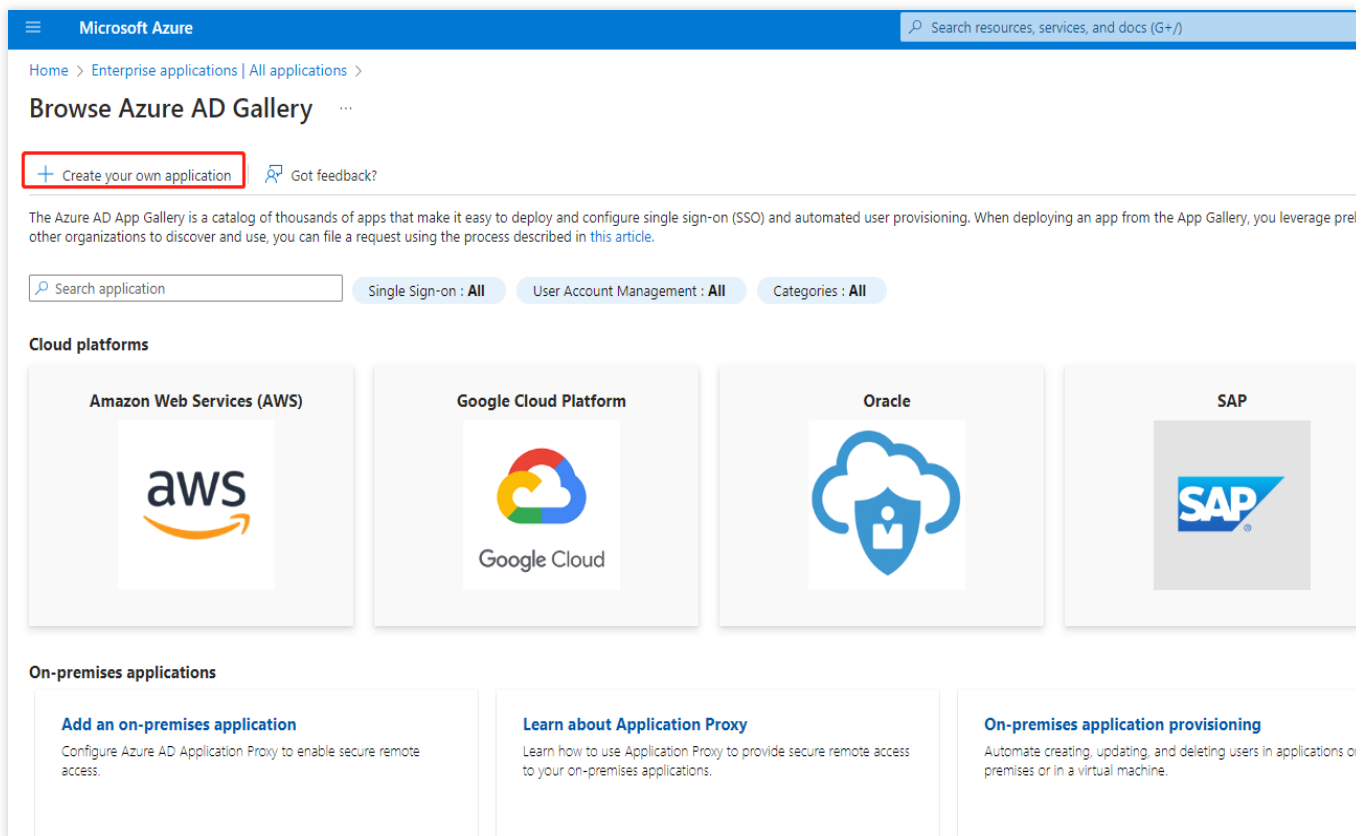 Microsoft Azure
Search resources, services, and docs (G+/)
Home > Enterprise applications | All applications >
Browse Azure AD Gallery ...
+ Create your own application
Got feedback?
The Azure AD App Gallery is a catalog of thousands of apps that make it easy to deploy and configure single sign-on (SSO) and automated user provisioning. When deploying an app from the App Gallery, you leverage
other organizations to discover and use, you can file a request using the process described in this article.
Search application
Single Sign-on : All
User Account Management : All
Categories : All
Cloud platforms
Amazon Web Services (AWS)
Google Cloud Platform
Oracle
SAP
aws
Google Cloud
SAP
®
On-premises applications
Add an on-premises application
Configure Azure AD Application Proxy to enable secure remote
access.
Learn about Application Proxy
Learn how to use Application Proxy to provide secure remote access
to your on-premises applications.
On-premises application provisioning
Automate creating, updating, and deleting users in applications
premises or in a virtual machine.